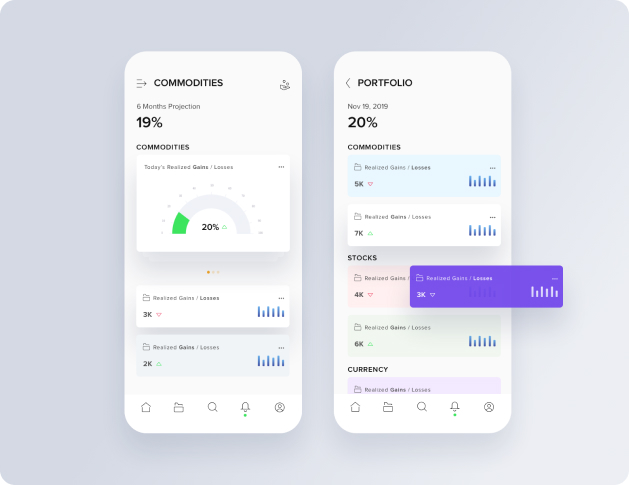 COMMODITIES
6 Months Projection
19%
COMMODITIES
Today's Realized Gains / Losses
20%
Realized Gains / Losses
3K
Realized Gains / Losses
2K
PORTFOLIO
Nov 19, 2019
20%
COMMODITIES
Realized Gains / Losses
5K
Realized Gains / Losses
7K
STOCKS
Realized Gains /
4K
Realized Gains / Losses
3K
Realized Gains / Losses
6K
CURRENCY
Realized Gains / Losses